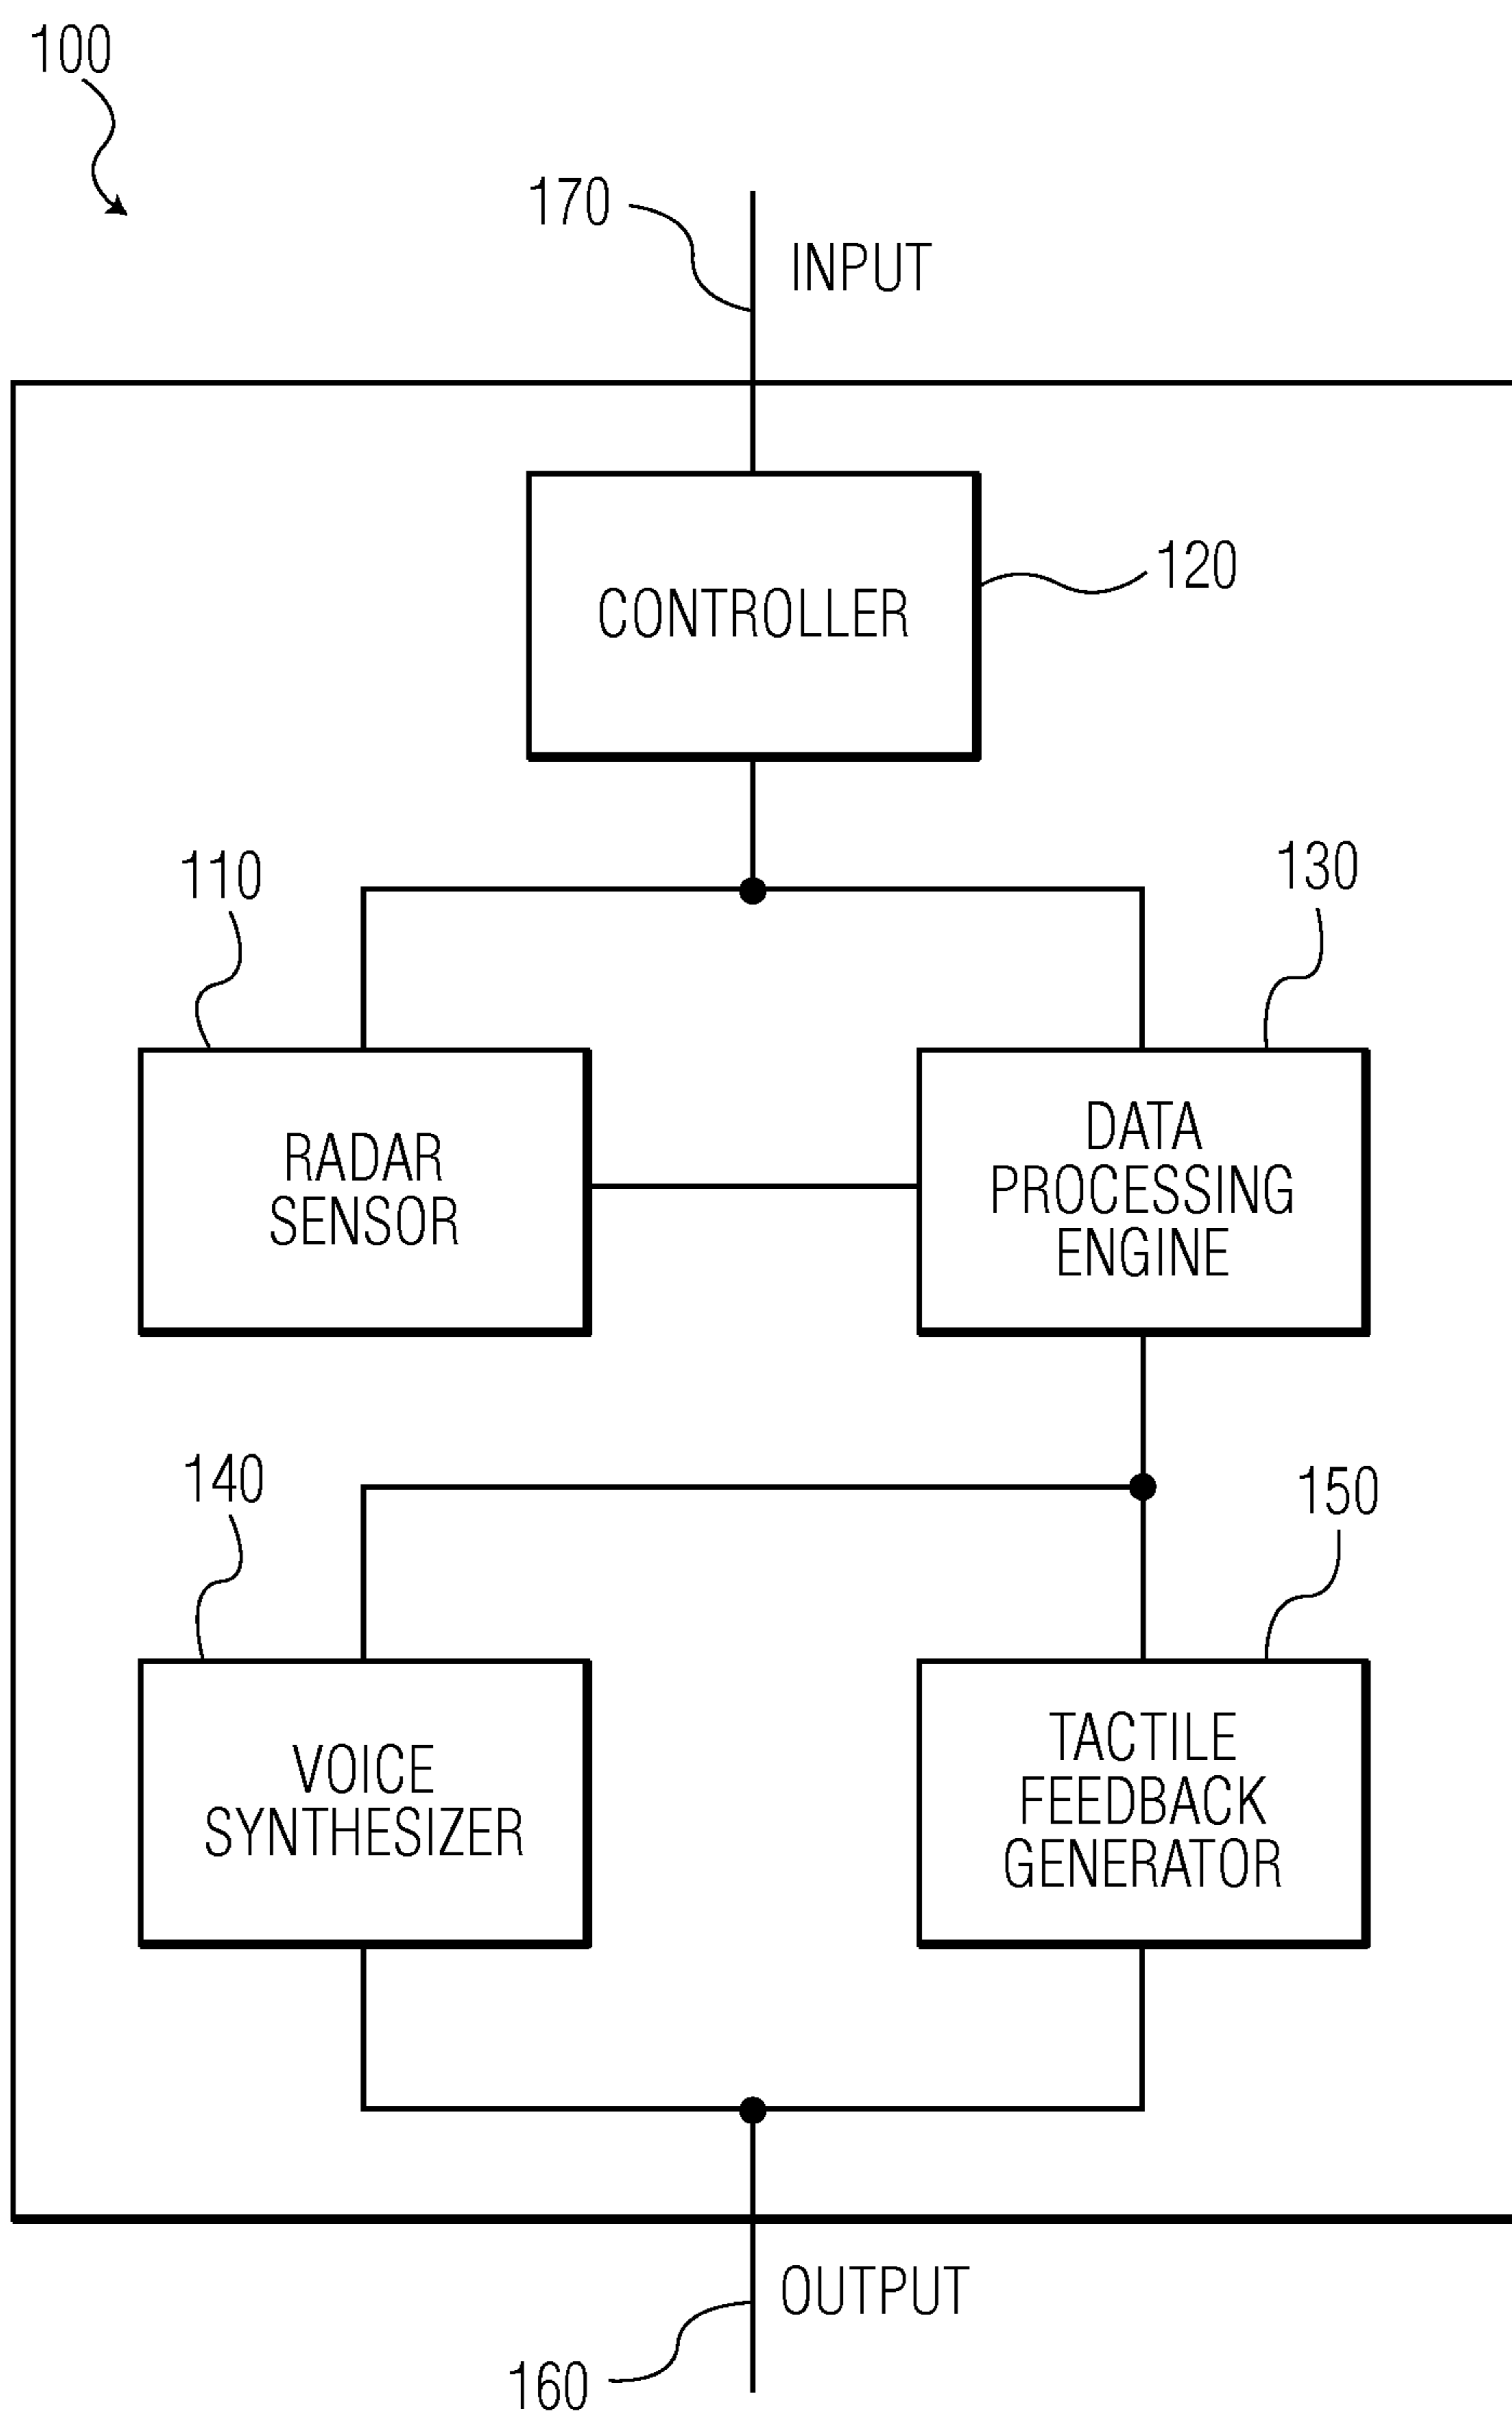 100
170
INPUT
CONTROLLER
120
110
130
RADAR
SENSOR
DATA
PROCESSING
ENGINE
140
150
VOICE
SYNTHESIZER
TACTILE
FEEDBACK
GENERATOR
OUTPUT
160